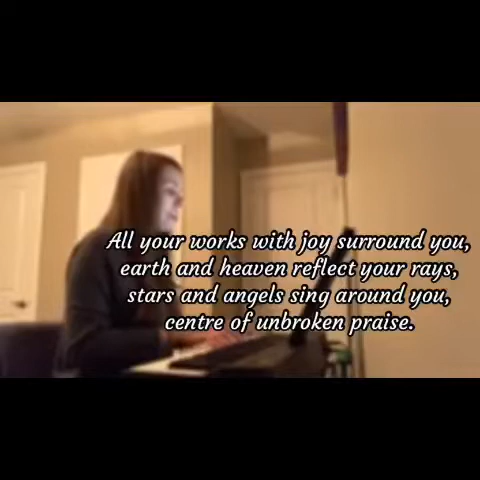 All your works with joy surround you,
earth and heaven reflect your rays,
stars and angels sing around you,
centre of unbroken praise.